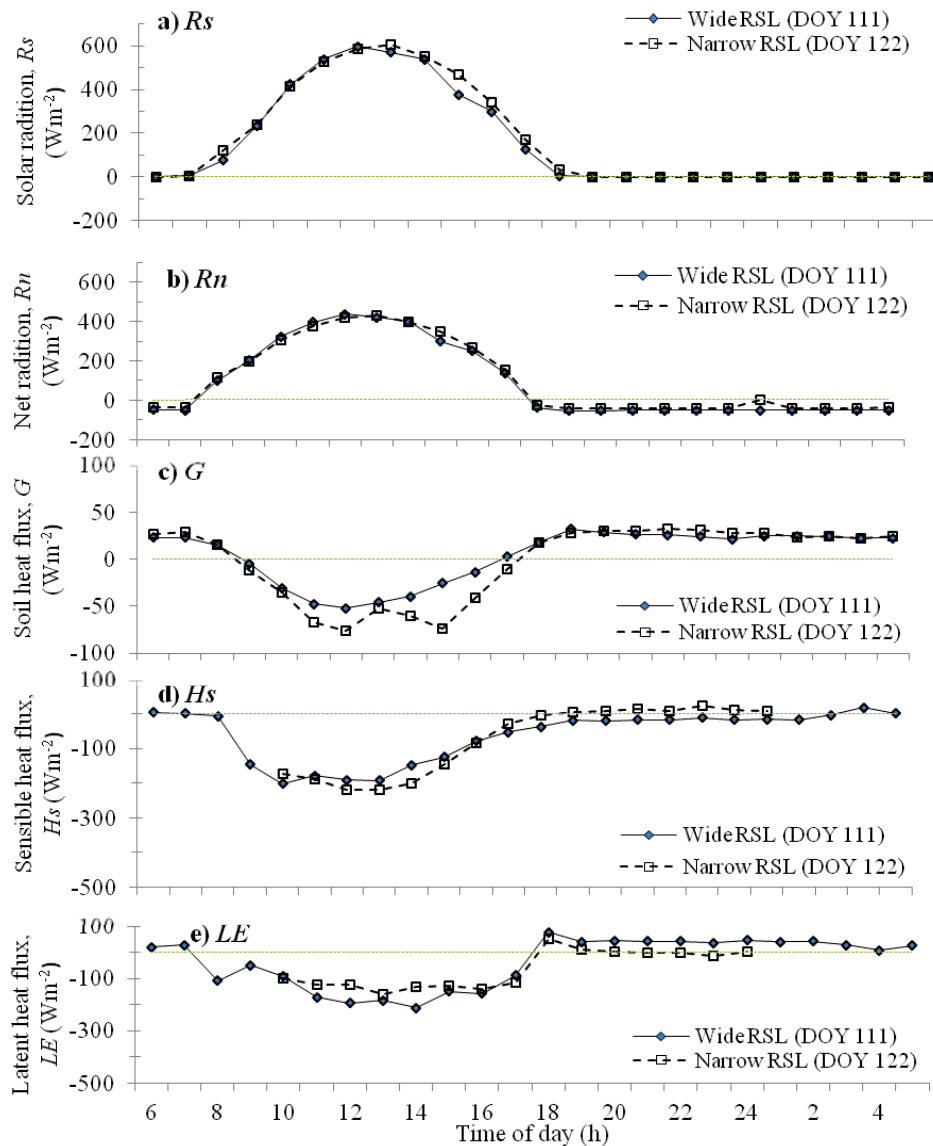 a) Rs
Wide RSL (DOY 111)
Narrow RSL (DOY 122)
Solar radition, Rs
(Wm-2)
600
400
200
0
-200
b) Rn
Wide RSL (DOY 111)
Narrow RSL (DOY 122)
Net radition, Rn
(Wm-2)
600
400
200
0
-200
c) G
Wide RSL (DOY 111)
Narrow RSL (DOY 122)
Soil heat flux, G
(Wm-2)
100
50
0
-50
-100
d) Hs
Wide RSL (DOY 111)
Narrow RSL (DOY 122)
Sensible heat flux,
Hs (Wm-2)
100
-100
-300
-500
e) LE
Wide RSL (DOY 111)
Narrow RSL (DOY 122)
Latent heat flux,
LE (Wm-2)
100
-100
-300
-500
6 8 10 12 14 16 18 20 22 24 2 4
Time of day (h)